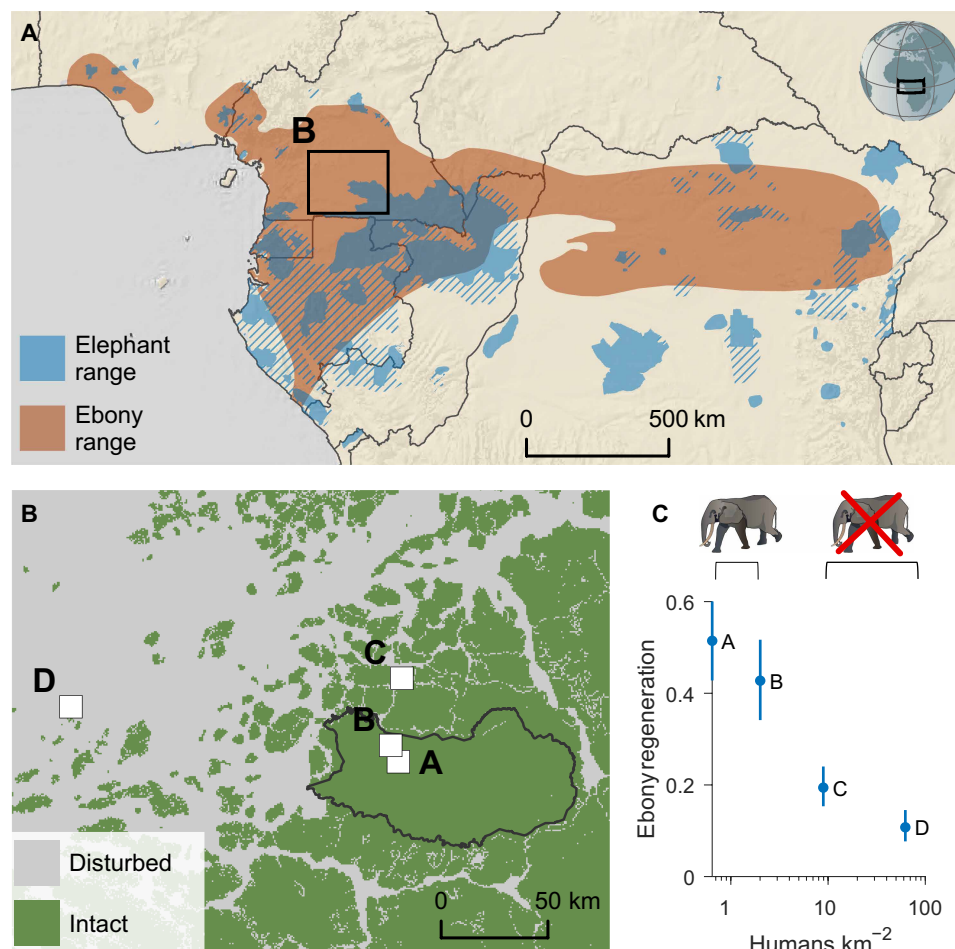 A
B
Elephant
range
Ebony
range
0 500 km
B
C
D
B
A
Disturbed
Intact
0 50 km
C
0.6
0.4
0.2
0
Ebony regeneration
A
B
C
D
1 10 100
Humans km⁻²